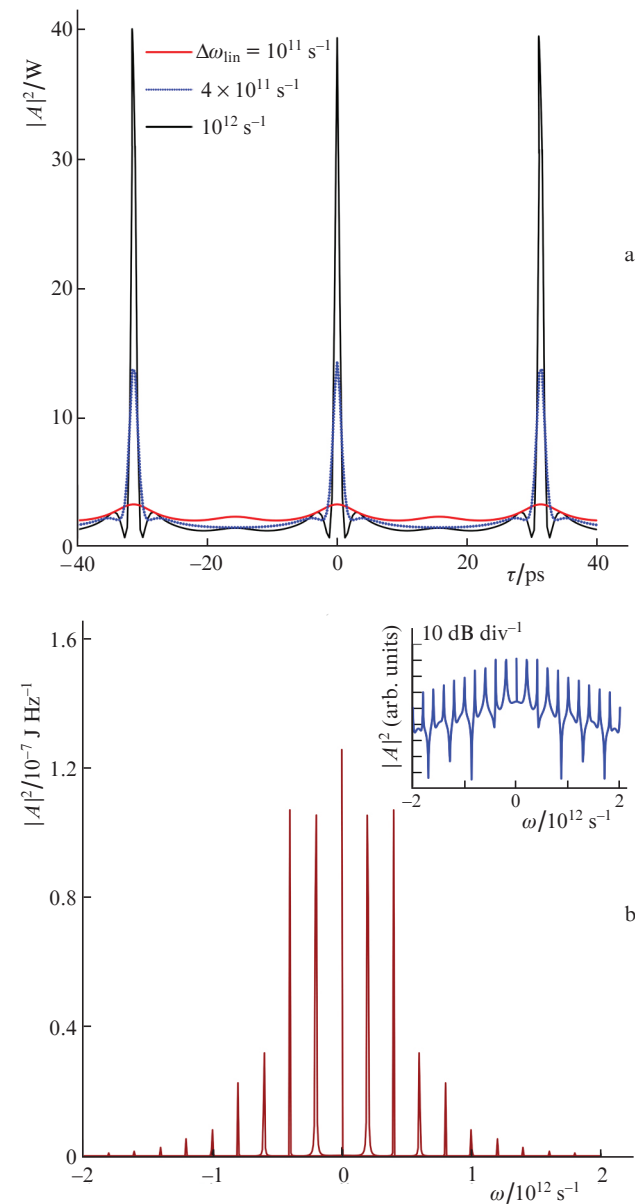 40
|A|²/W
Δω_lin = 10¹¹ s⁻¹
4 × 10¹¹ s⁻¹
10¹² s⁻¹
30
a
20
10
0
−40
−20
0
20
40
τ/ps
1.6
|A|²/10⁻⁷ J Hz⁻¹
10 dB div⁻¹
|A|² (arb. units)
−2
0
2
ω/10¹² s⁻¹
1.2
0.8
b
0.4
0
−2
−1
0
1
2
ω/10¹² s⁻¹